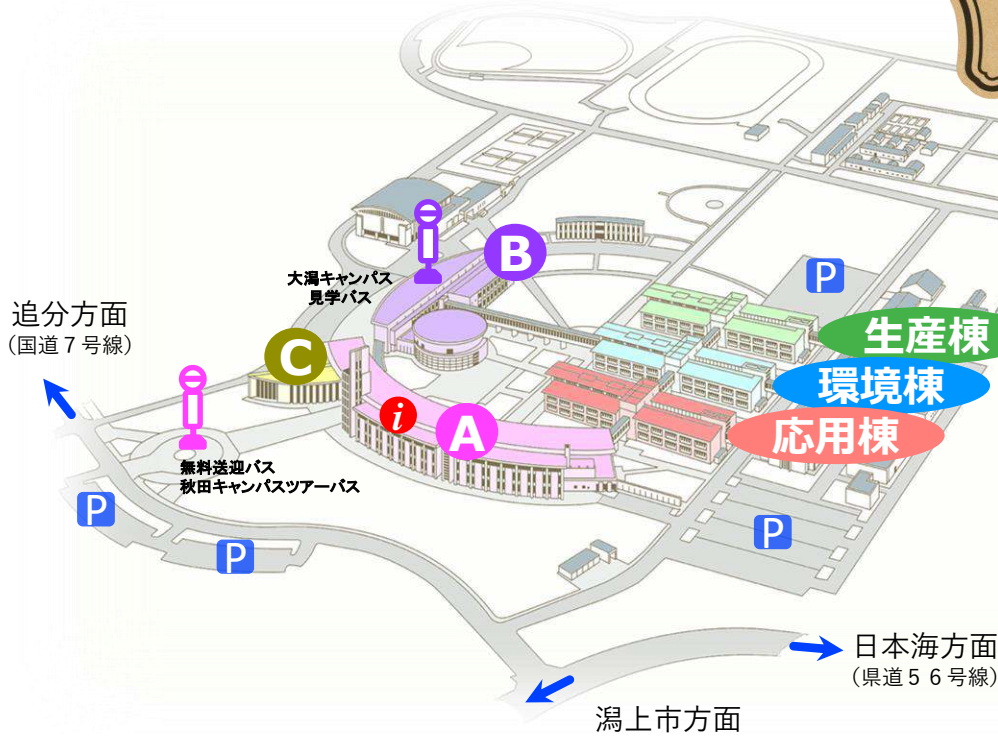 B
大潟キャンパス
見学バス
P
追分方面
(国道７号線)
C
生産棟
環境棟
応用棟
i
A
無料送迎バス
秋田キャンパスツアーバス
P
P
P
日本海方面
(県道５６号線)
潟上市方面